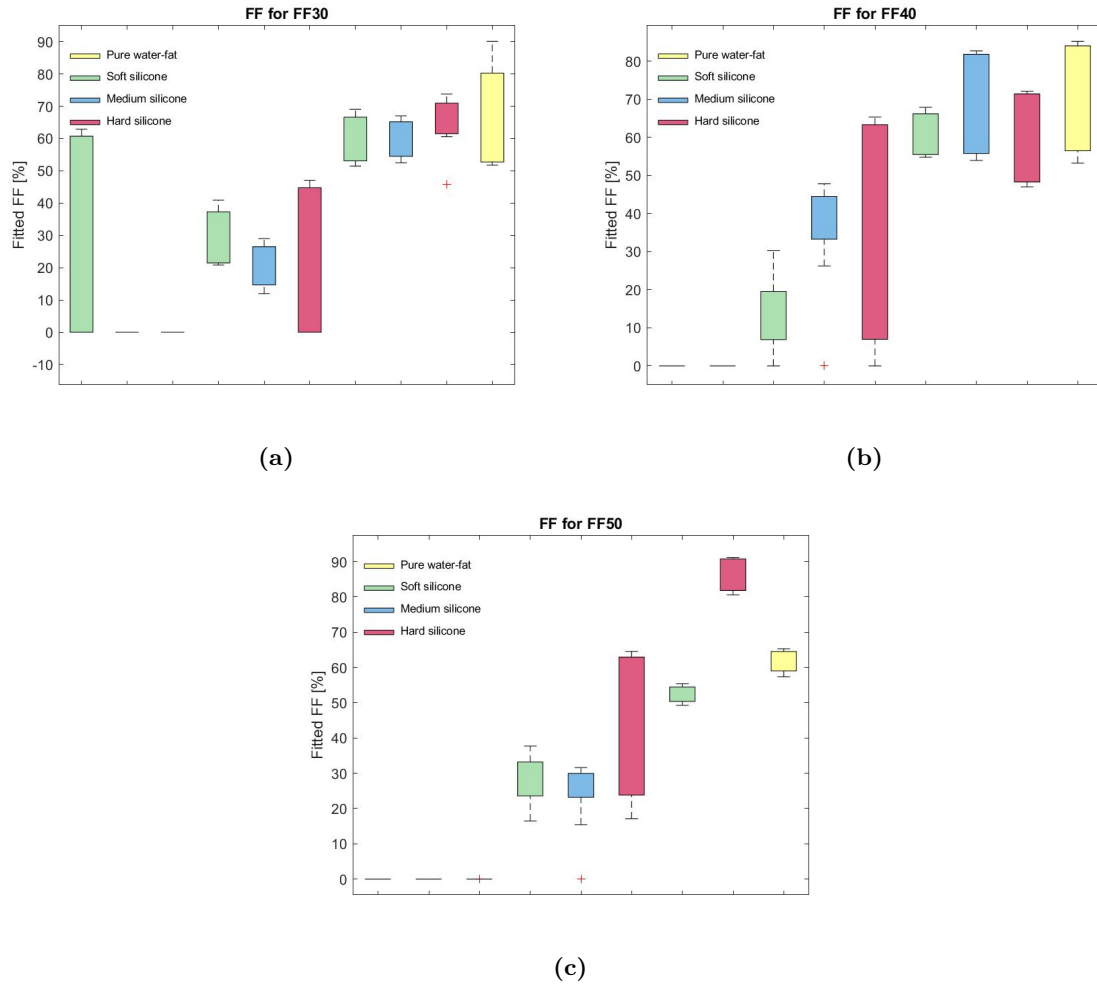 FF for FF30
90
80
70
60
50
40
30
20
10
0
-10
Fitted FF [%]
Pure water-fat
Soft silicone
Medium silicone
Hard silicone
(a)
FF for FF40
80
70
60
50
40
30
20
10
0
Fitted FF [%]
Pure water-fat
Soft silicone
Medium silicone
Hard silicone
(b)
FF for FF50
90
80
70
60
50
40
30
20
10
0
Fitted FF [%]
Pure water-fat
Soft silicone
Medium silicone
Hard silicone
(c)